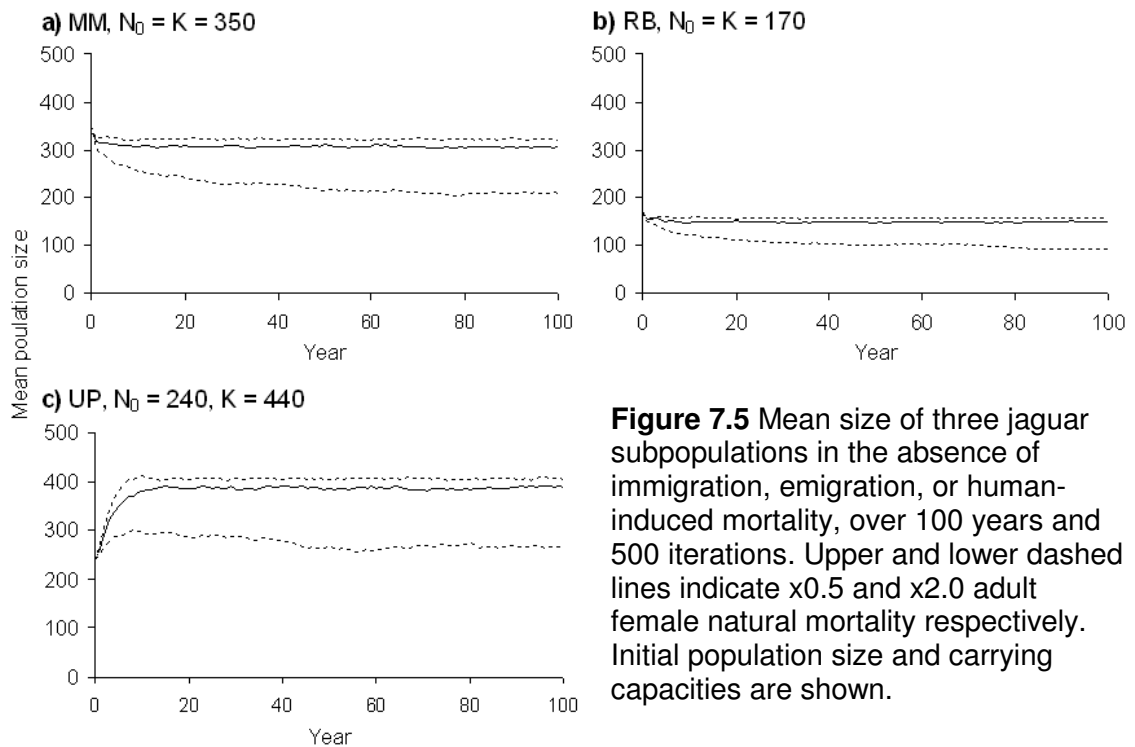 a) MM, N₀ = K = 350
500
400
300
200
100
0
0 20 40 60 80 100
Year
b) RB, N₀ = K = 170
500
400
300
200
100
0
0 20 40 60 80 100
Year
Mean poulation size
c) UP, N₀ = 240, K = 440
500
400
300
200
100
0
0 20 40 60 80 100
Year
Figure 7.5 Mean size of three jaguar
subpopulations in the absence of
immigration, emigration, or human-
induced mortality, over 100 years and
500 iterations. Upper and lower dashed
lines indicate x0.5 and x2.0 adult
female natural mortality respectively.
Initial population size and carrying
capacities are shown.